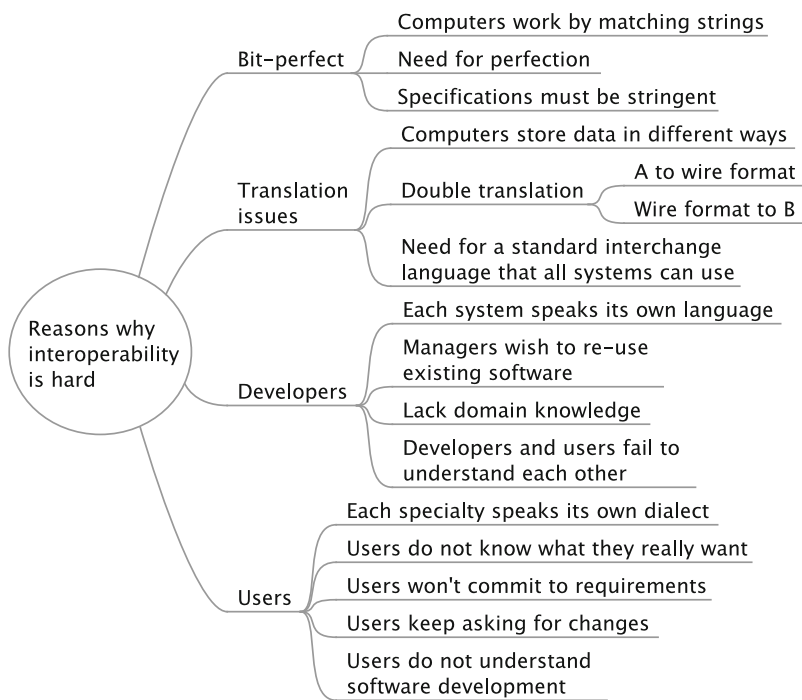 Reasons why
interoperability
is hard
Bit-perfect
Computers work by matching strings
Need for perfection
Specifications must be stringent
Translation
issues
Computers store data in different ways
Double translation
A to wire format
Wire format to B
Need for a standard interchange
language that all systems can use
Developers
Each system speaks its own language
Managers wish to re-use
existing software
Lack domain knowledge
Developers and users fail to
understand each other
Users
Each specialty speaks its own dialect
Users do not know what they really want
Users won't commit to requirements
Users keep asking for changes
Users do not understand
software development